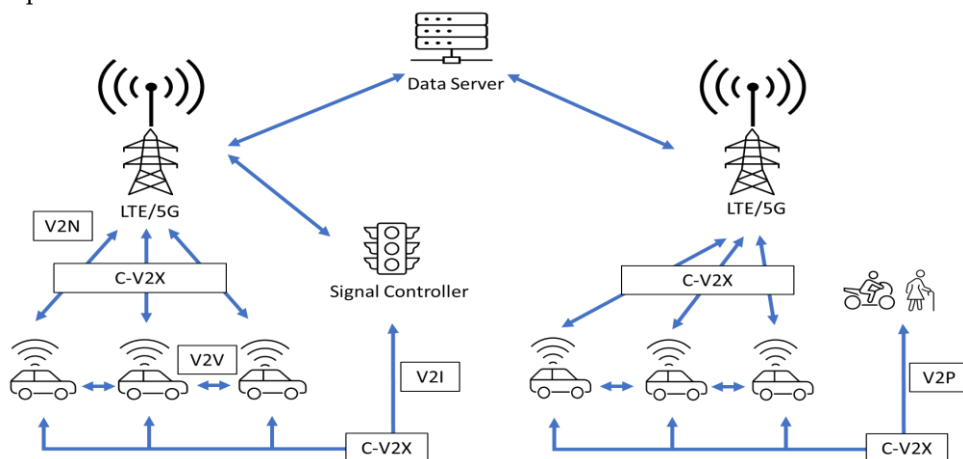 Data Server
LTE/5G
LTE/5G
V2N
C-V2X
C-V2X
Signal Controller
V2V
V2I
V2P
C-V2X
C-V2X